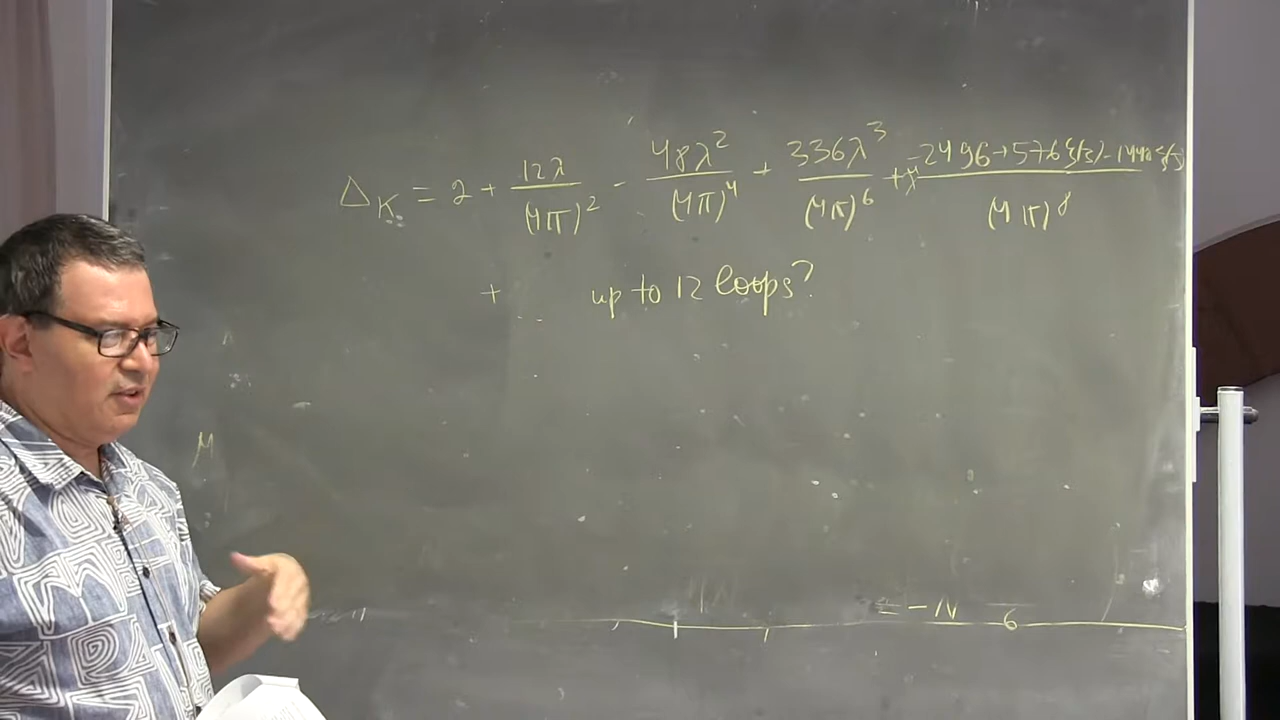 Δ_K = 2 + 12λ/(4π)² - 48λ²/(4π)⁴ + 336λ³/(4π)⁶ + λ⁴ (-2496+576ζ(3)-1440ζ(5))/(4π)⁸
+ ... up to 12 loops?
M
= -N 6